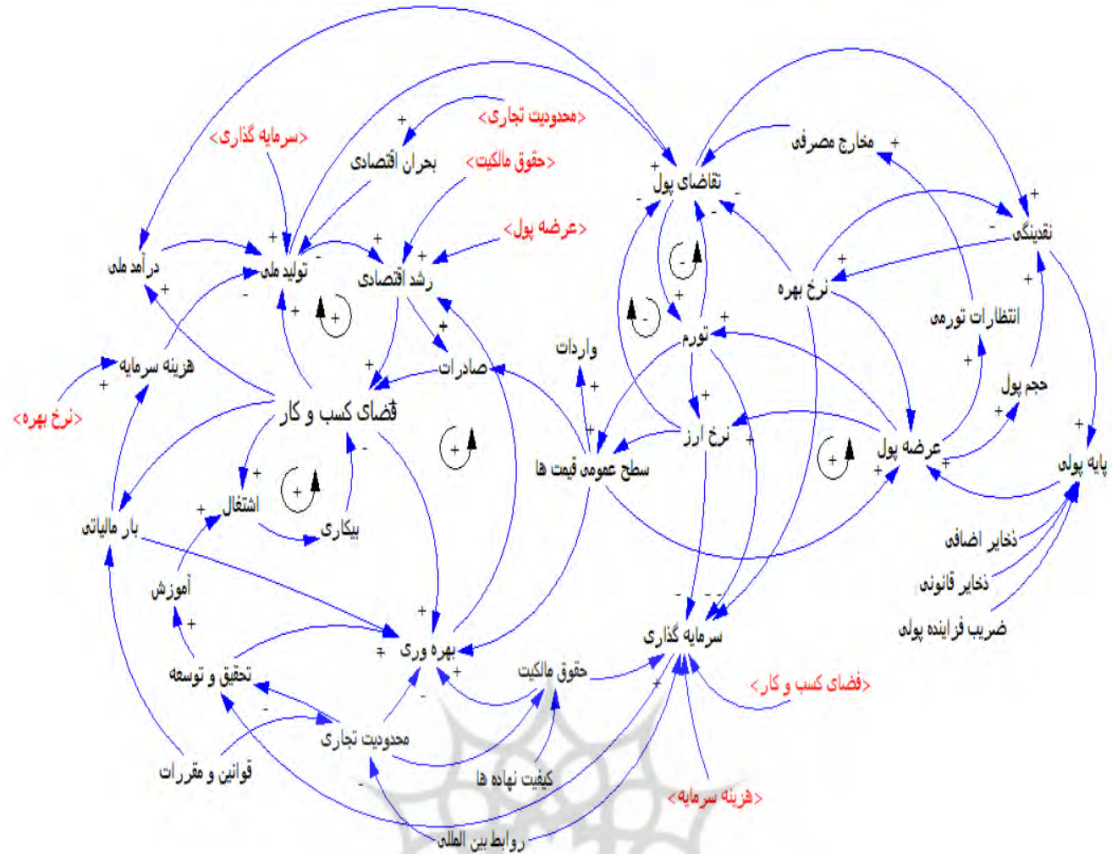 <محدودیت تجاری>
<سرمایه گذاری>
مخارج مصرفی
بحران اقتصادی
<حقوق مالکیت>
تقاضای پول
نقدینگی
<عرضه پول>
درآمد ملی
تولید ملی
رشد اقتصادی
نرخ بهره
انتظارات تورمی
تورم
واردات
هزینه سرمایه
صادرات
حجم پول
<نرخ بهره>
فضای کسب و کار
نرخ ارز
عرضه پول
سطح عمومی قیمت ها
پایه پولی
اشتغال
بیکاری
بار مالیاتی
ذخایر اضافی
آموزش
ذخایر قانونی
ضریب فزاینده پولی
سرمایه گذاری
بهره وری
تحقیق و توسعه
حقوق مالکیت
<فضای کسب و کار>
محدودیت تجاری
قوانین و مقررات
کیفیت نهاده ها
<هزینه سرمایه>
روابط بین المللی